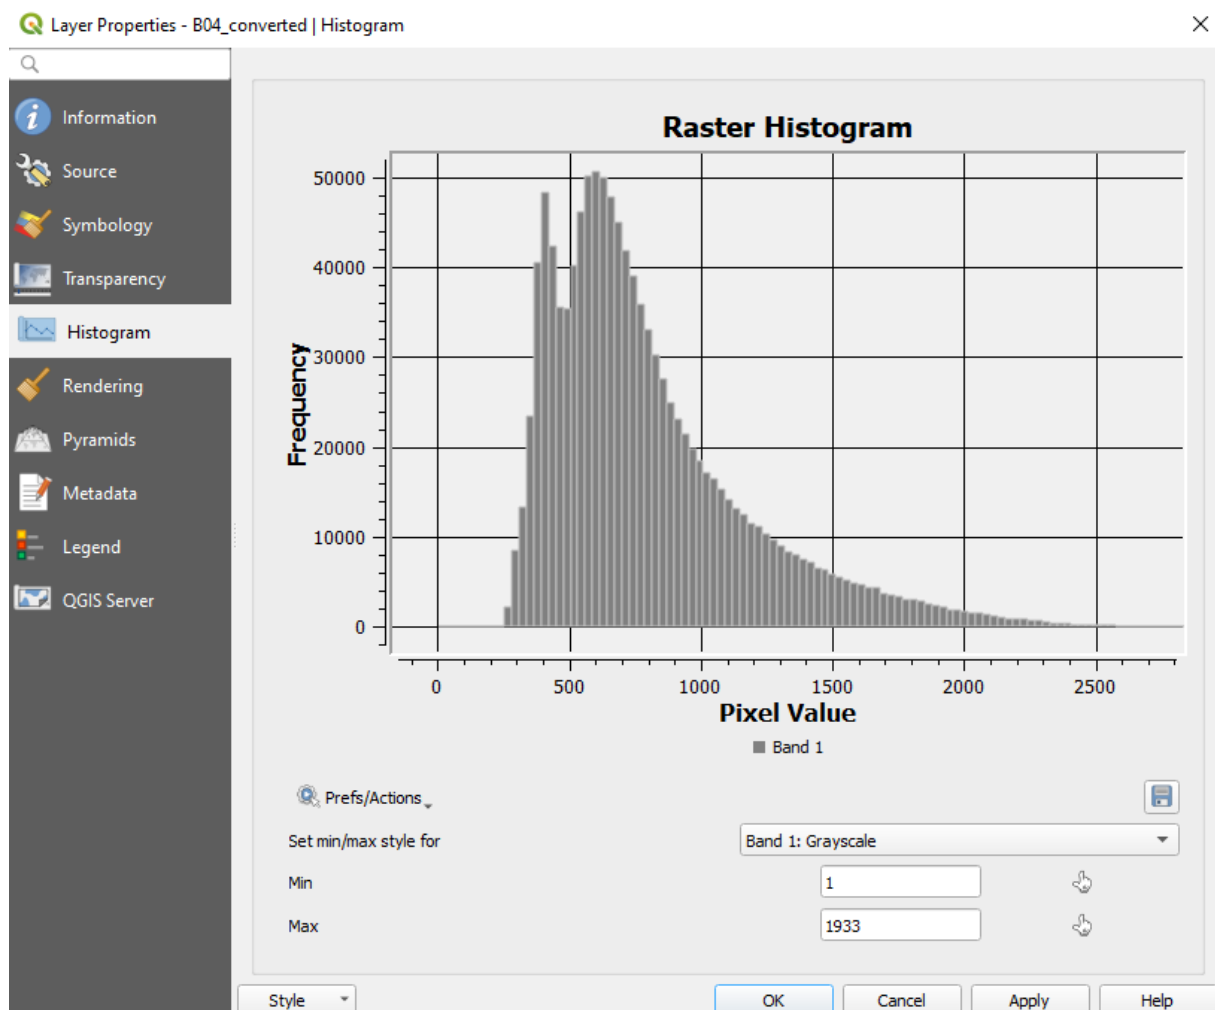 Layer Properties - B04_converted | Histogram
Information
Source
Symbology
Transparency
Histogram
Rendering
Pyramids
Metadata
Legend
QGIS Server
Raster Histogram
50000
40000
30000
20000
10000
0
Frequency
0 500 1000 1500 2000 2500
Pixel Value
Band 1
Prefs/Actions
Set min/max style for Band 1: Grayscale
Min 1
Max 1933
Style OK Cancel Apply Help